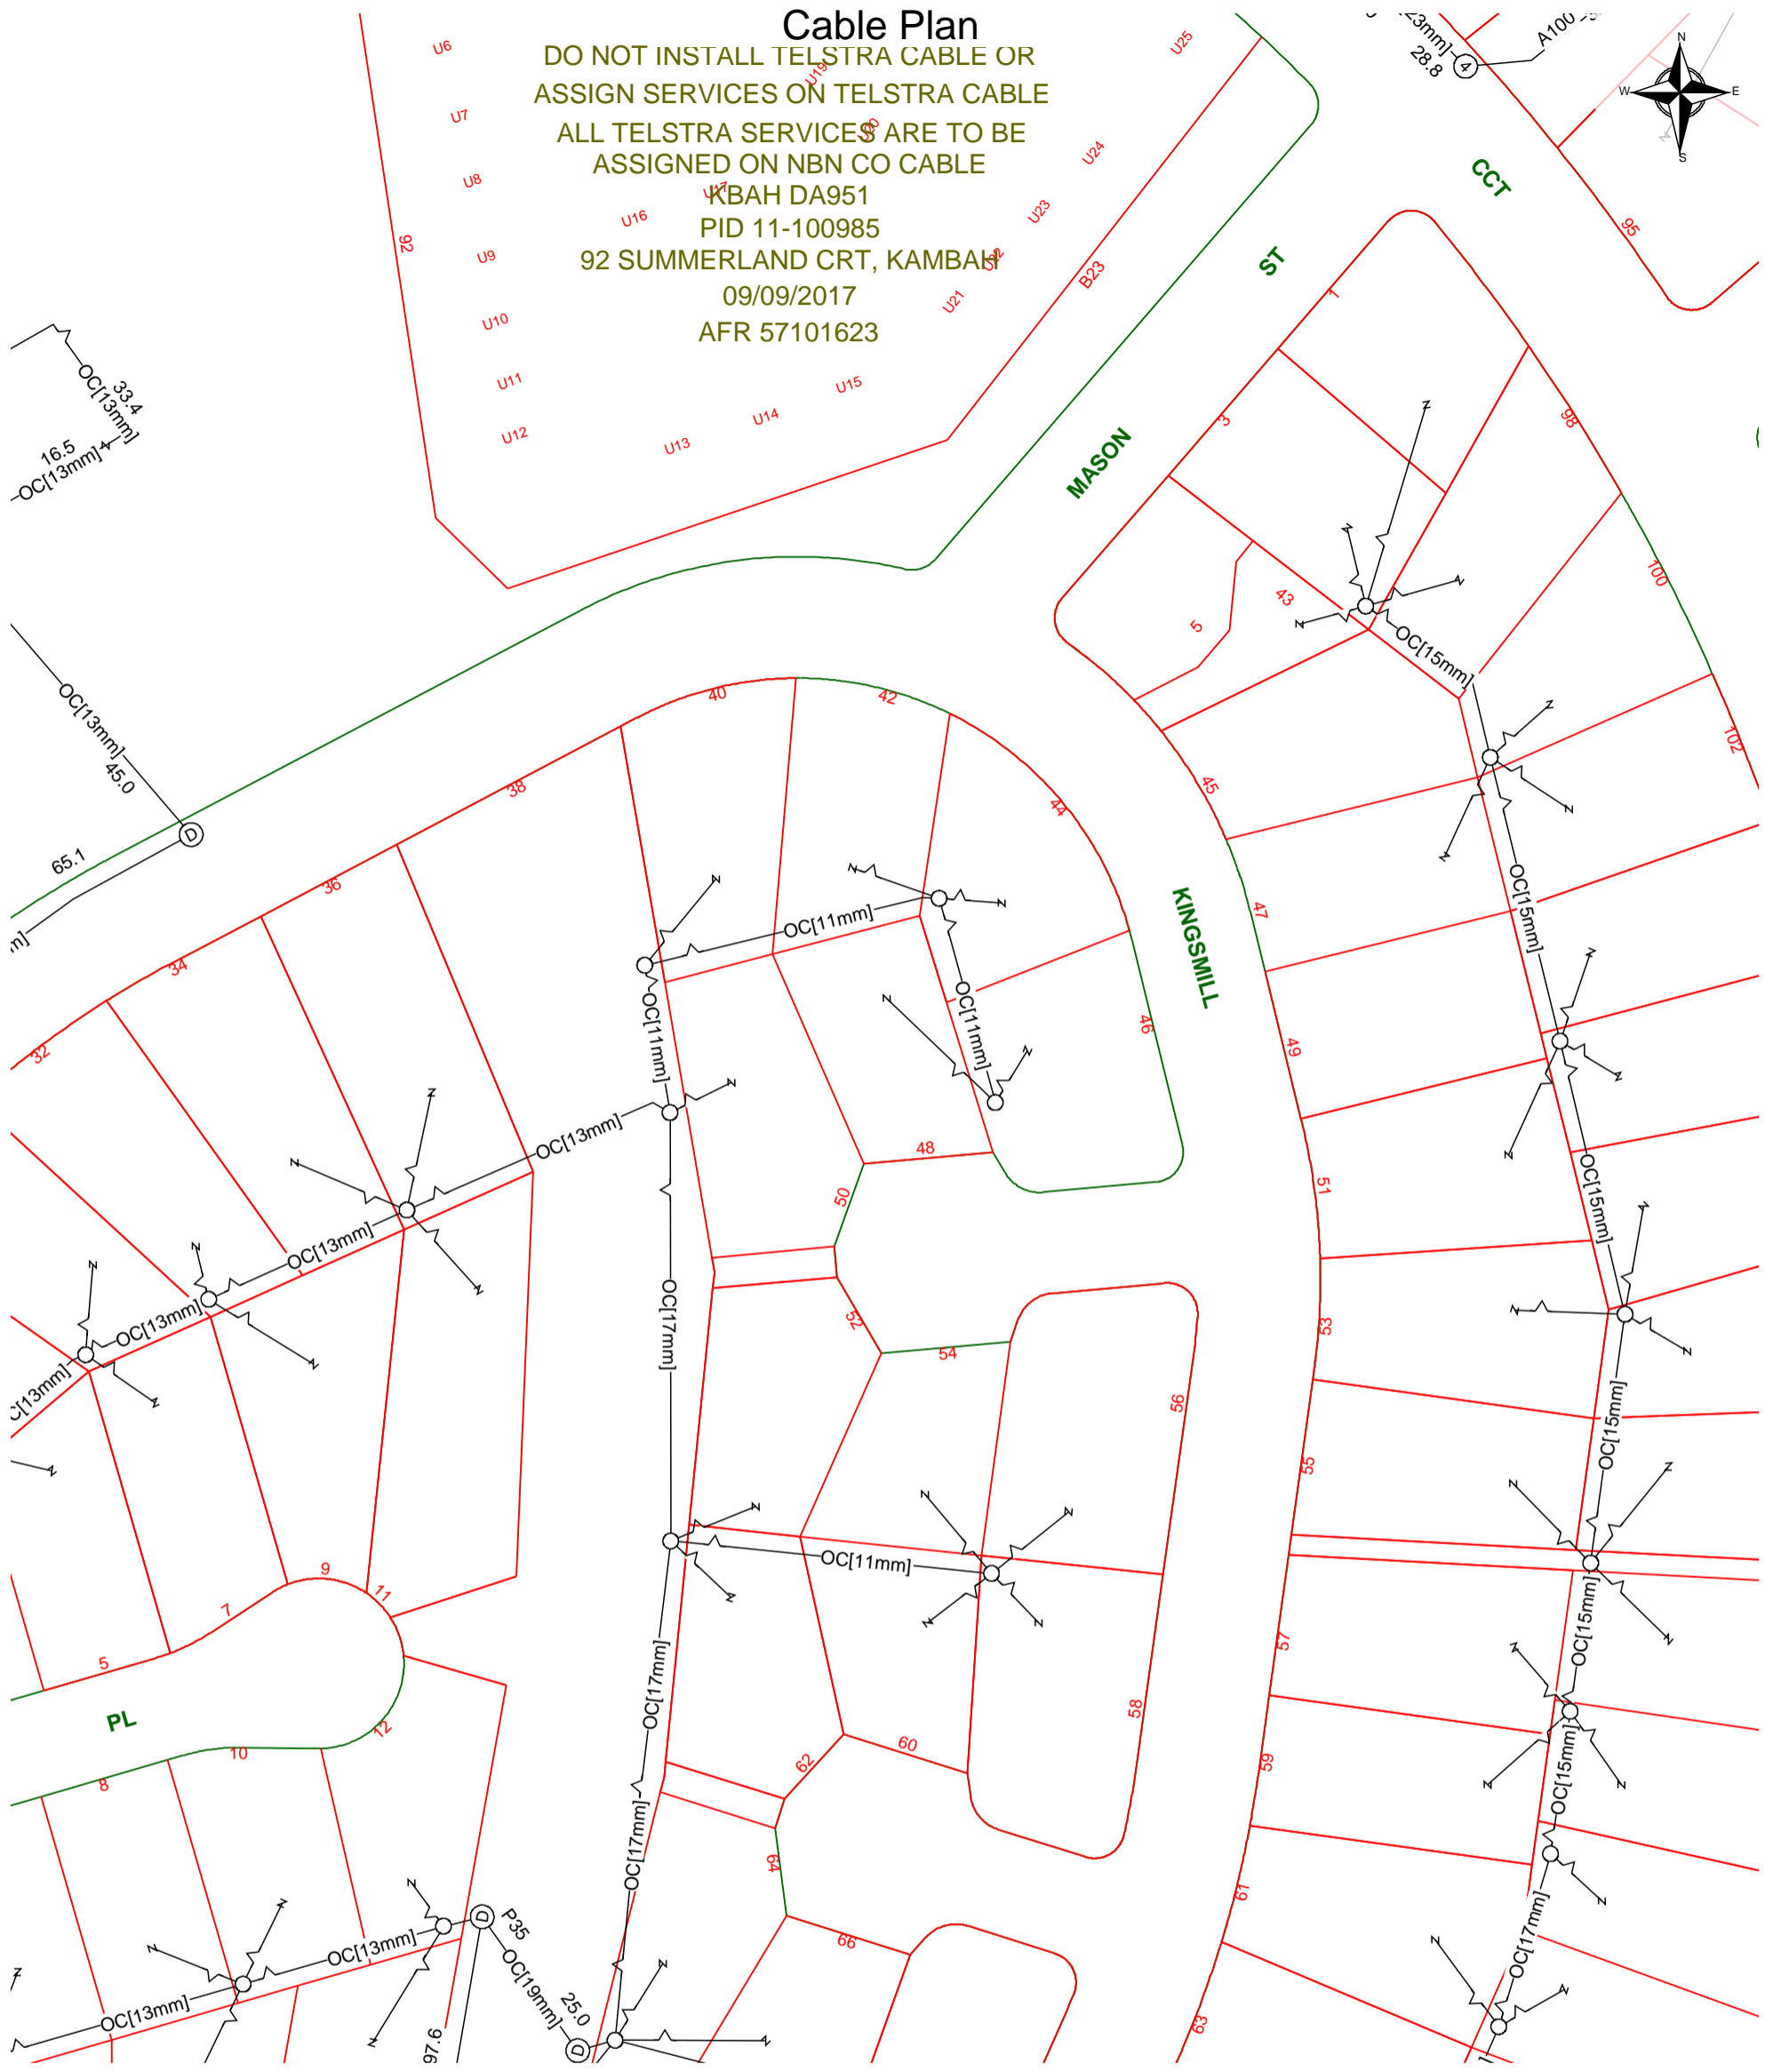 Cable Plan
DO NOT INSTALL TELSTRA CABLE OR
ASSIGN SERVICES ON TELSTRA CABLE
ALL TELSTRA SERVICES ARE TO BE
ASSIGNED ON NBN CO CABLE
KBAH DA951
PID 11-100985
92 SUMMERLAND CRT, KAMBAH
09/09/2017
AFR 57101623
U6
U7
U8
U9
U10
U11
U12
U13
U14
U15
U16
U17
U19
U20
U21
U22
U23
U24
U25
92
B23
23mm]
28.8
4
A100
N
W
E
S
CCT
95
ST
MASON
1
3
98
100
102
43
5
OC[13mm]
33.4
16.5
OC[13mm]
OC[13mm]
45.0
D
65.1
m]
OC[15mm]
40
42
38
44
45
36
34
32
47
KINGSMILL
46
49
OC[11mm]
OC[11mm]
OC[11mm]
OC[15mm]
OC[13mm]
48
50
51
OC[15mm]
OC[13mm]
OC[13mm]
C[13mm]
OC[17mm]
52
54
53
56
OC[15mm]
55
OC[11mm]
9
11
7
5
PL
12
10
8
OC[17mm]
57
OC[15mm]
58
60
62
59
OC[15mm]
OC[17mm]
64
61
66
63
OC[17mm]
D
P35
OC[13mm]
OC[19mm]
25.0
OC[13mm]
97.6
D
]